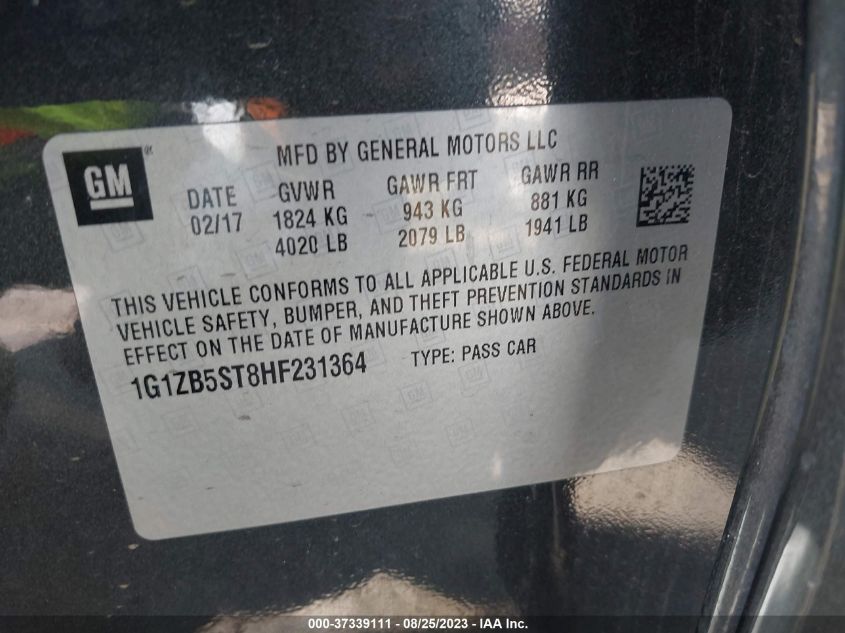 GM
MFD BY GENERAL MOTORS LLC
DATE GVWR GAWR FRT GAWR RR
02/17 1824 KG 943 KG 881 KG
4020 LB 2079 LB 1941 LB
THIS VEHICLE CONFORMS TO ALL APPLICABLE U.S. FEDERAL MOTOR
VEHICLE SAFETY, BUMPER, AND THEFT PREVENTION STANDARDS IN
EFFECT ON THE DATE OF MANUFACTURE SHOWN ABOVE.
1G1ZB5ST8HF231364 TYPE: PASS CAR
000-37339111 - 08/25/2023 - IAA Inc.